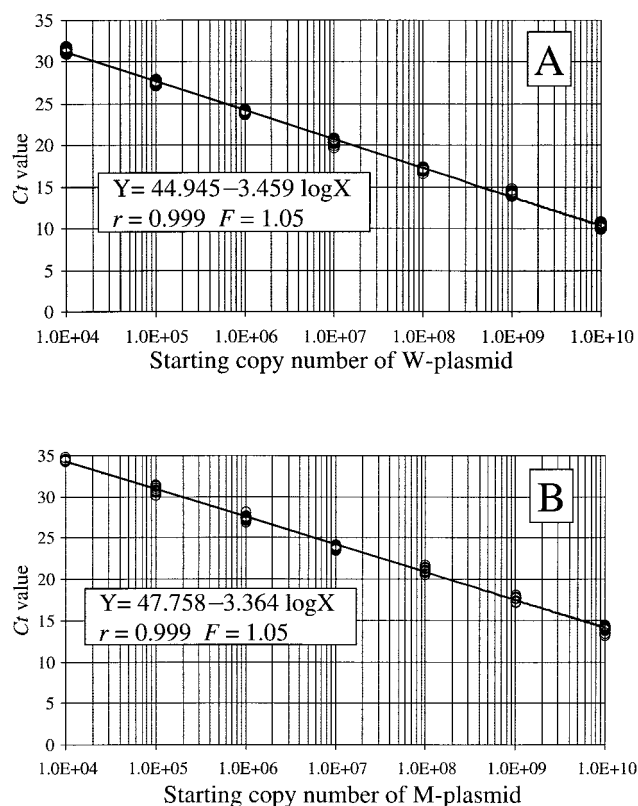 35
A
30
25
20
Ct value
15
Y= 44.945−3.459 logX
r = 0.999 F = 1.05
10
5
0
1.0E+04 1.0E+05 1.0E+06 1.0E+07 1.0E+08 1.0E+09 1.0E+10
Starting copy number of W-plasmid
35
B
30
25
20
Ct value
15
Y= 47.758−3.364 logX
r = 0.999 F = 1.05
10
5
0
1.0E+04 1.0E+05 1.0E+06 1.0E+07 1.0E+08 1.0E+09 1.0E+10
Starting copy number of M-plasmid